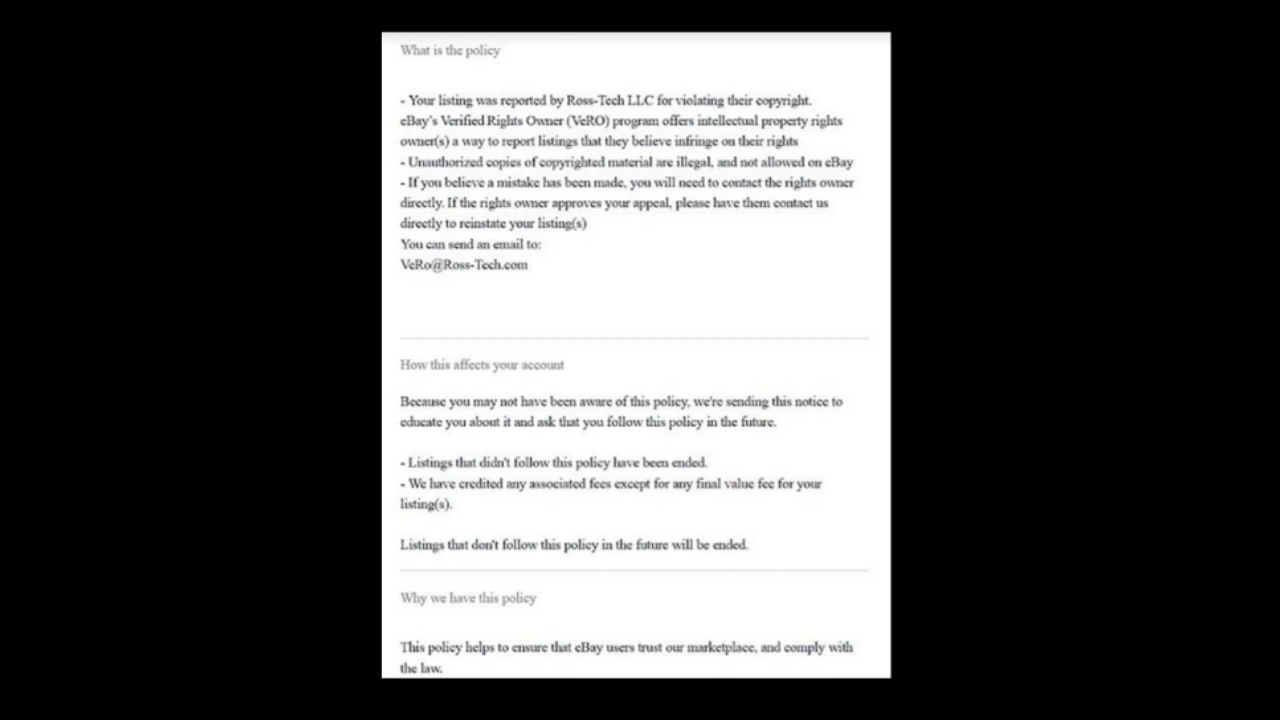 What is the policy
- Your listing was reported by Ross-Tech LLC for violating their copyright.
eBay's Verified Rights Owner (VeRO) program offers intellectual property rights
owner(s) a way to report listings that they believe infringe on their rights
- Unauthorized copies of copyrighted material are illegal, and not allowed on eBay
- If you believe a mistake has been made, you will need to contact the rights owner
directly. If the rights owner approves your appeal, please have them contact us
directly to reinstate your listing(s)
You can send an email to:
VeRo@Ross-Tech.com
How this affects your account
Because you may not have been aware of this policy, we're sending this notice to
educate you about it and ask that you follow this policy in the future.
- Listings that didn't follow this policy have been ended.
- We have credited any associated fees except for any final value fee for your
listing(s).
Listings that don't follow this policy in the future will be ended.
Why we have this policy
This policy helps to ensure that eBay users trust our marketplace, and comply with
the law.